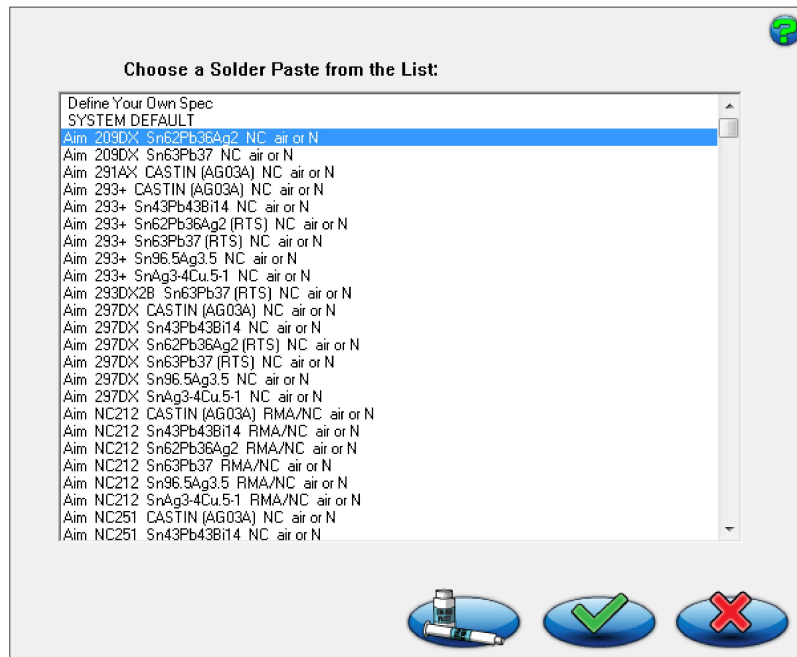 Choose a Solder Paste from the List:
Define Your Own Spec
SYSTEM DEFAULT
Aim 209DX Sn62Pb36Ag2 NC air or N
Aim 209DX Sn63Pb37 NC air or N
Aim 291AX CASTIN (AG03A) NC air or N
Aim 293+ CASTIN (AG03A) NC air or N
Aim 293+ Sn43Pb43Bi14 NC air or N
Aim 293+ Sn62Pb36Ag2 (RTS) NC air or N
Aim 293+ Sn63Pb37 (RTS) NC air or N
Aim 293+ Sn96.5Ag3.5 NC air or N
Aim 293+ SnAg3-4Cu.5-1 NC air or N
Aim 293DX2B Sn63Pb37 (RTS) NC air or N
Aim 297DX CASTIN (AG03A) NC air or N
Aim 297DX Sn43Pb43Bi14 NC air or N
Aim 297DX Sn62Pb36Ag2 (RTS) NC air or N
Aim 297DX Sn63Pb37 (RTS) NC air or N
Aim 297DX Sn96.5Ag3.5 NC air or N
Aim 297DX SnAg3-4Cu.5-1 NC air or N
Aim NC212 CASTIN (AG03A) RMA/NC air or N
Aim NC212 Sn43Pb43Bi14 RMA/NC air or N
Aim NC212 Sn62Pb36Ag2 RMA/NC air or N
Aim NC212 Sn63Pb37 RMA/NC air or N
Aim NC212 Sn96.5Ag3.5 RMA/NC air or N
Aim NC212 SnAg3-4Cu.5-1 RMA/NC air or N
Aim NC251 CASTIN (AG03A) NC air or N
Aim NC251 Sn43Pb43Bi14 NC air or N